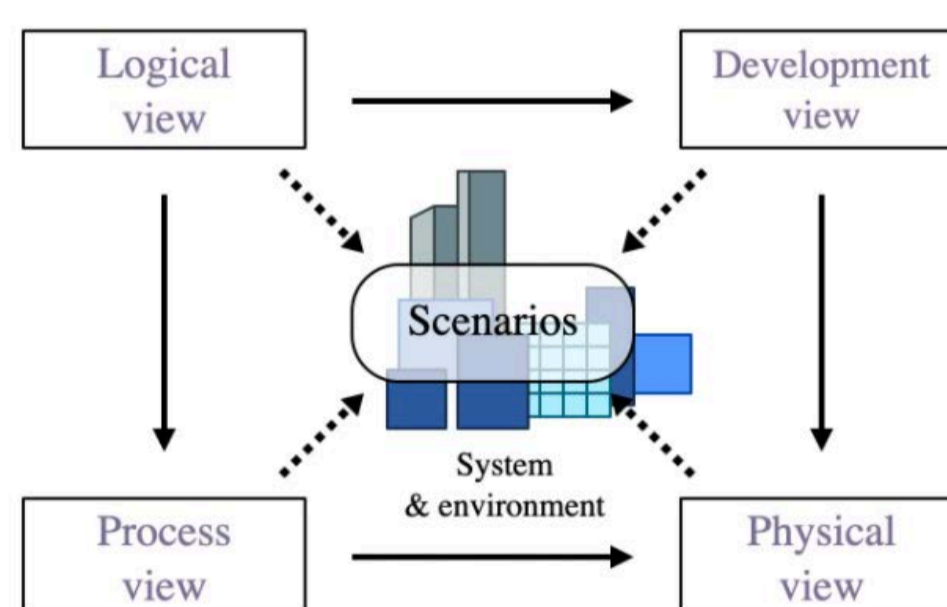 Logical
view
Development
view
Scenarios
System
& environment
Process
view
Physical
view